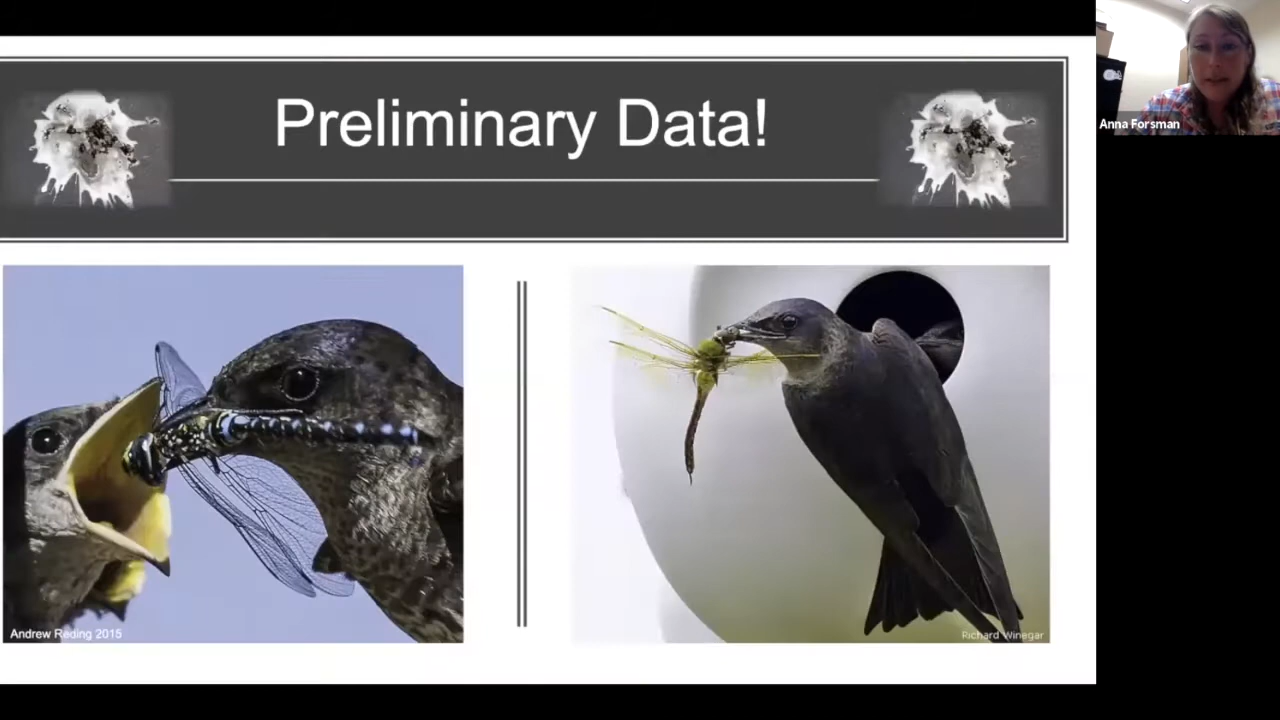 Preliminary Data!
Anna Forsman
Andrew Reding 2015
Richard Winegar